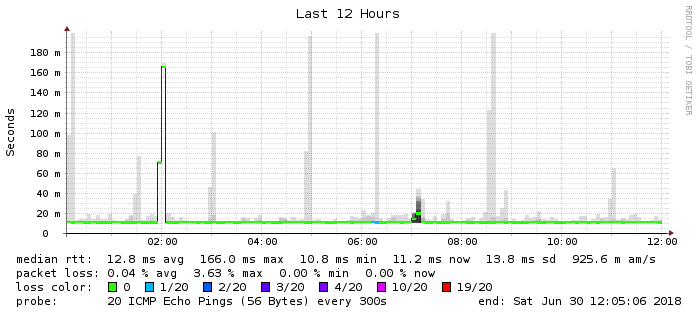 Last 12 Hours
RRDTOOL / TOBI OETIKER
Seconds
180 m
160 m
140 m
120 m
100 m
80 m
60 m
40 m
20 m
0
02:00 04:00 06:00 08:00 10:00 12:00
median rtt: 12.8 ms avg 166.0 ms max 10.8 ms min 11.2 ms now 13.8 ms sd 925.6 m am/s
packet loss: 0.04 % avg 3.63 % max 0.00 % min 0.00 % now
loss color: 0 1/20 2/20 3/20 4/20 10/20 19/20
probe: 20 ICMP Echo Pings (56 Bytes) every 300s end: Sat Jun 30 12:05:06 2018